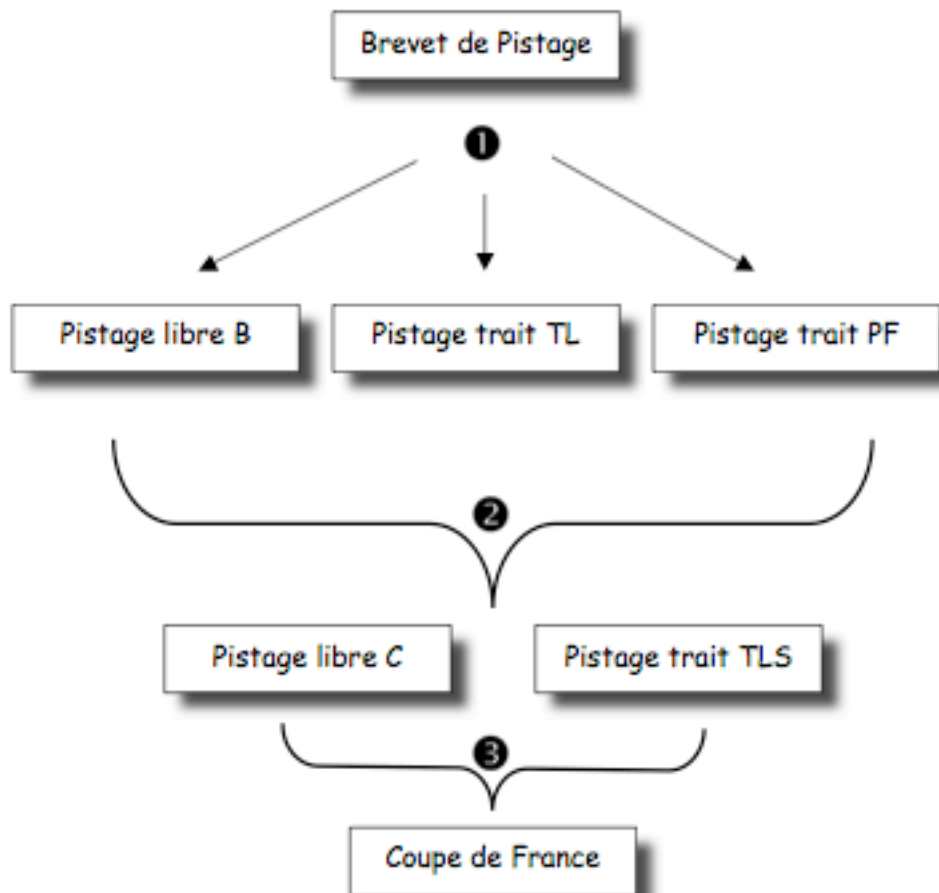 Brevet de Pistage
❶
Pistage libre B
Pistage trait TL
Pistage trait PF
❷
Pistage libre C
Pistage trait TLS
❸
Coupe de France